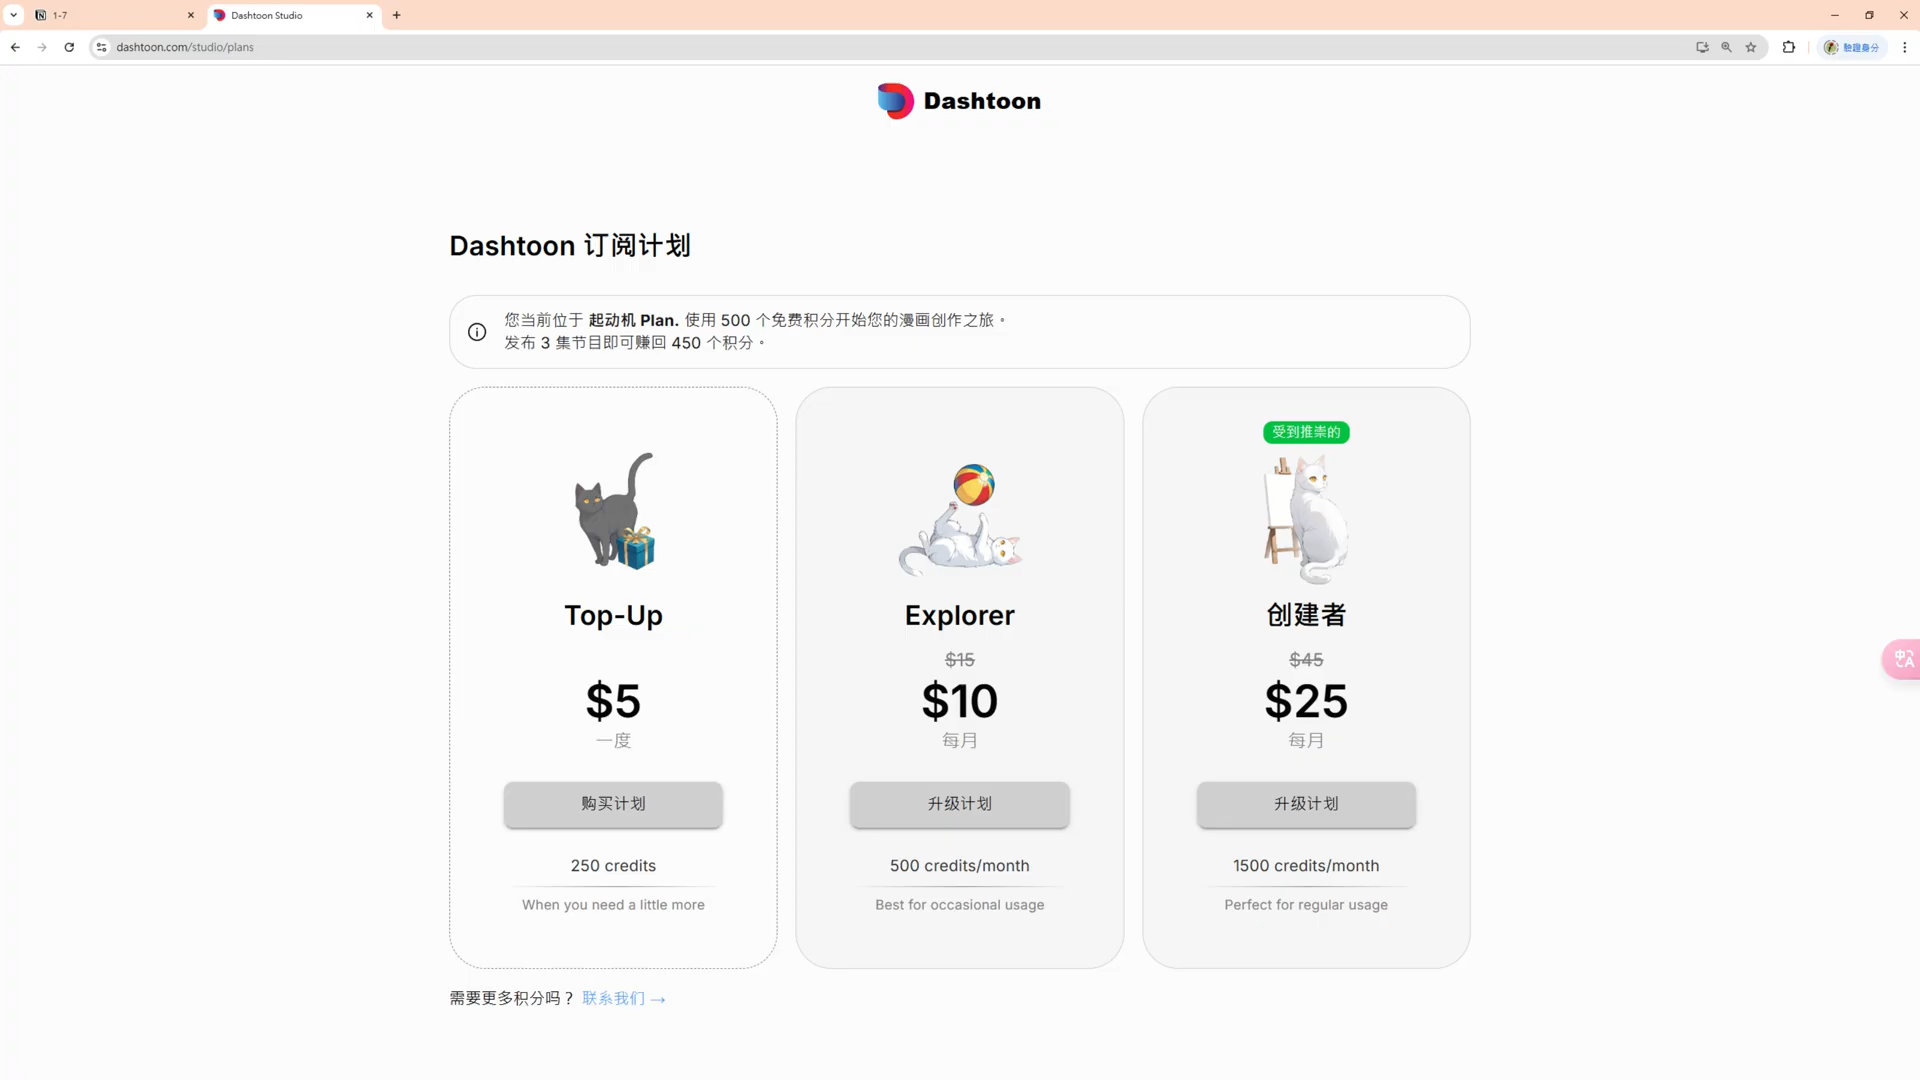 1-7
Dashtoon Studio
dashtoon.com/studio/plans
驗證身分
Dashtoon
Dashtoon 订阅计划
您当前位于 起动机 Plan. 使用 500 个免费积分开始您的漫画创作之旅。
发布 3 集节目即可赚回 450 个积分。
Top-Up
$5
一度
购买计划
250 credits
When you need a little more
Explorer
$15
$10
每月
升级计划
500 credits/month
Best for occasional usage
受到推崇的
创建者
$45
$25
每月
升级计划
1500 credits/month
Perfect for regular usage
需要更多积分吗？ 联系我们 →